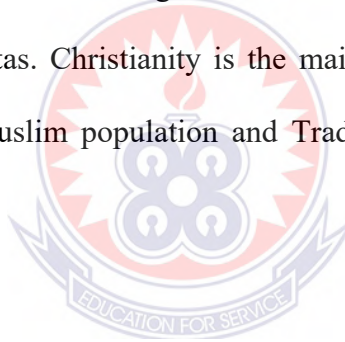 tas. Christianity is the mai
uslim population and Trad
EDUCATION FOR SERVICE